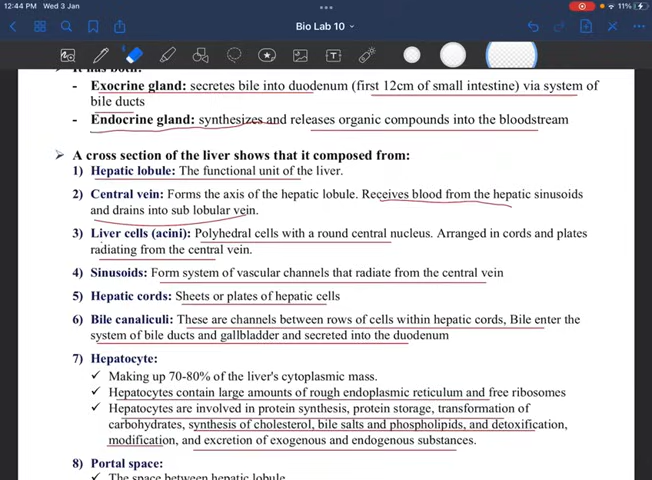 12:44 PM Wed 3 Jan
11%
Bio Lab 10
It has both:
- Exocrine gland: secretes bile into duodenum (first 12cm of small intestine) via system of
bile ducts
- Endocrine gland: synthesizes and releases organic compounds into the bloodstream
➢ A cross section of the liver shows that it composed from:
1) Hepatic lobule: The functional unit of the liver.
2) Central vein: Forms the axis of the hepatic lobule. Receives blood from the hepatic sinusoids
and drains into sub lobular vein.
3) Liver cells (acini): Polyhedral cells with a round central nucleus. Arranged in cords and plates
radiating from the central vein.
4) Sinusoids: Form system of vascular channels that radiate from the central vein
5) Hepatic cords: Sheets or plates of hepatic cells
6) Bile canaliculi: These are channels between rows of cells within hepatic cords, Bile enter the
system of bile ducts and gallbladder and secreted into the duodenum
7) Hepatocyte:
✓ Making up 70-80% of the liver's cytoplasmic mass.
✓ Hepatocytes contain large amounts of rough endoplasmic reticulum and free ribosomes
✓ Hepatocytes are involved in protein synthesis, protein storage, transformation of
carbohydrates, synthesis of cholesterol, bile salts and phospholipids, and detoxification,
modification, and excretion of exogenous and endogenous substances.
8) Portal space:
✓ The space between hepatic lobule